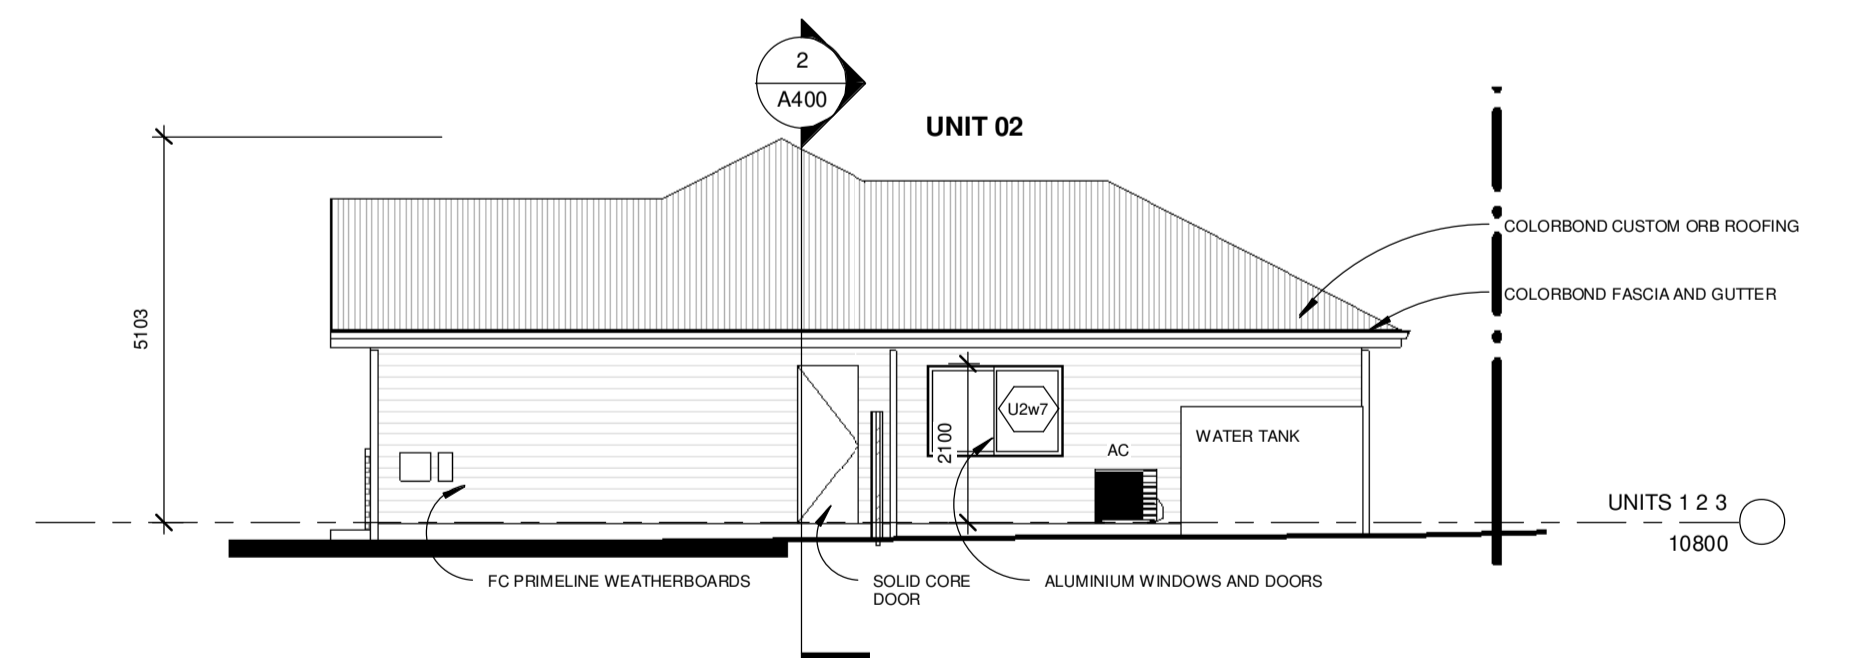 2
A400
UNIT 02
COLORBOND CUSTOM ORB ROOFING
COLORBOND FASCIA AND GUTTER
5103
U2w7
2100
AC
WATER TANK
UNITS 1 2 3
10800
FC PRIMELINE WEATHERBOARDS
SOLID CORE
DOOR
ALUMINIUM WINDOWS AND DOORS